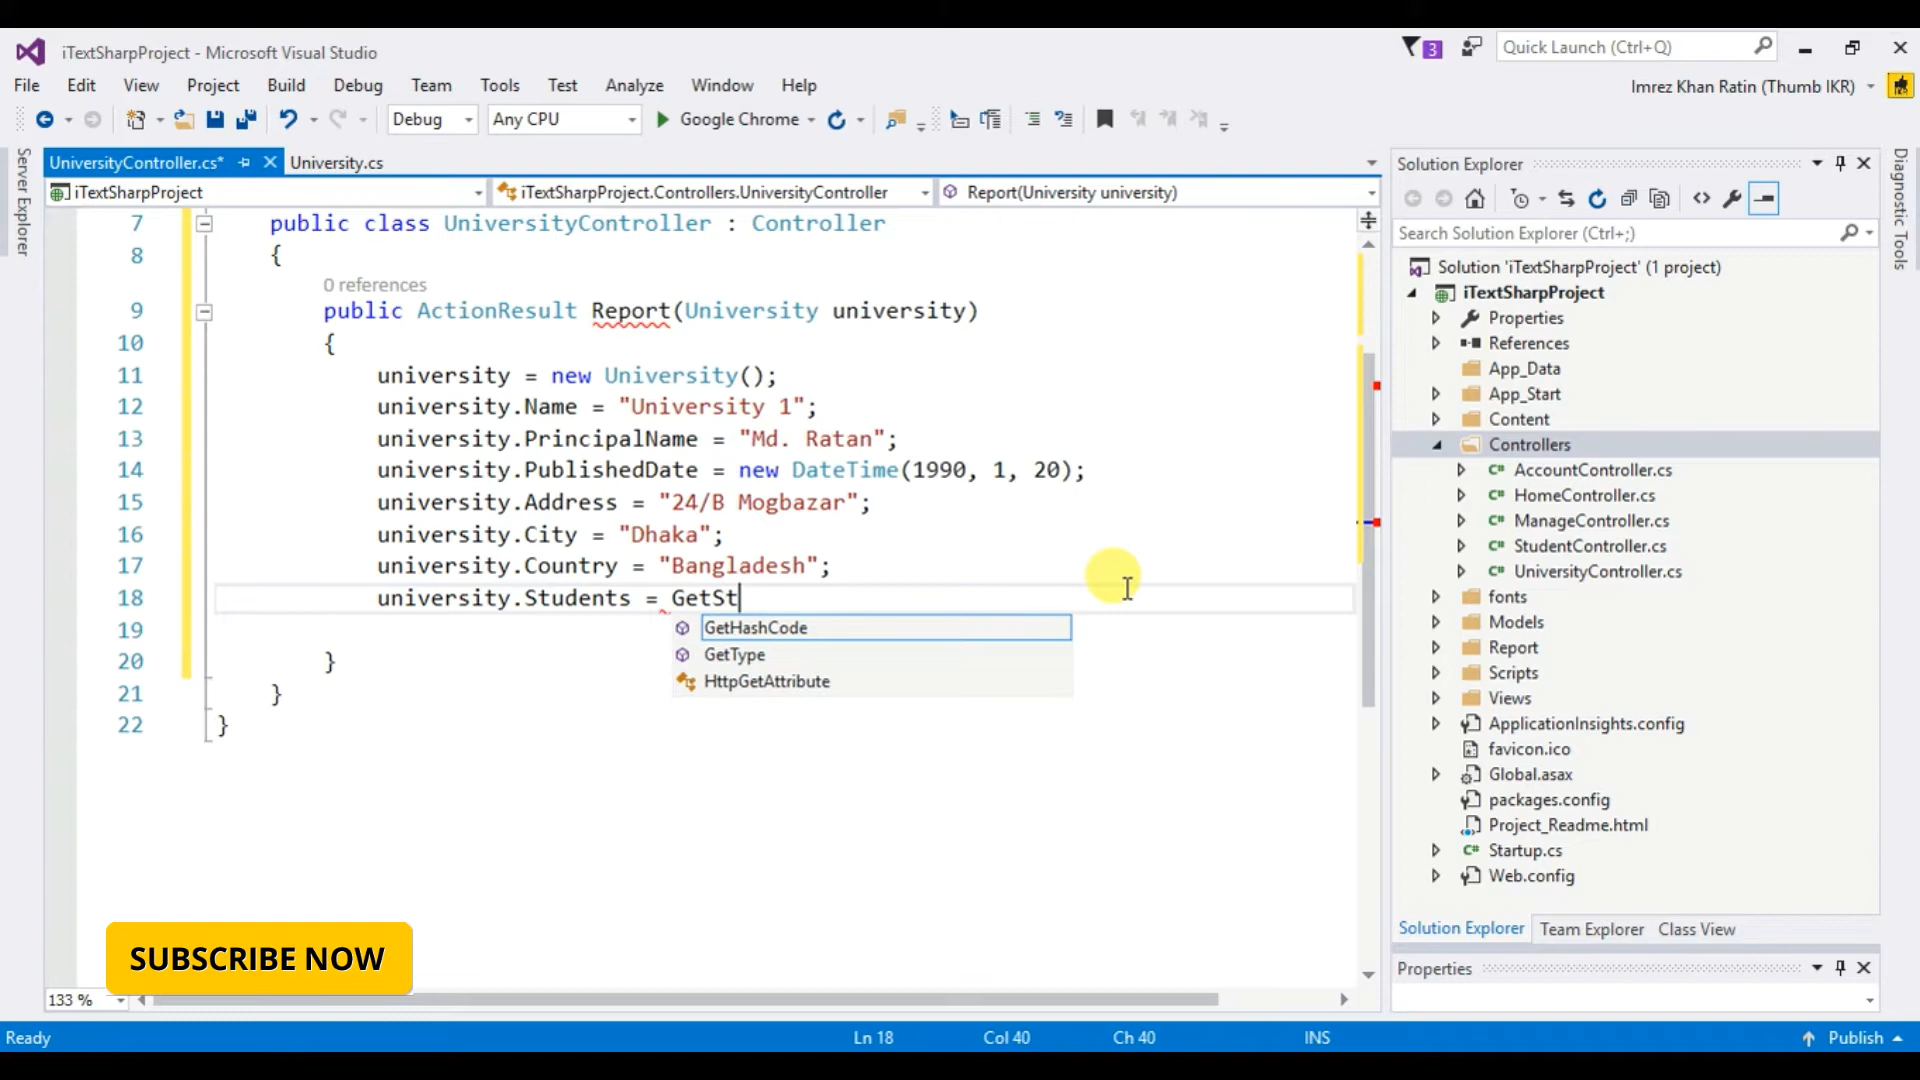 iTextSharpProject - Microsoft Visual Studio
3
Quick Launch (Ctrl+Q)
File Edit View Project Build Debug Team Tools Test Analyze Window Help
Imrez Khan Ratin (Thumb IKR)
Debug Any CPU Google Chrome
Server Explorer
UniversityController.cs* University.cs
iTextSharpProject iTextSharpProject.Controllers.UniversityController Report(University university)
7 public class UniversityController : Controller
8 {
0 references
9 public ActionResult Report(University university)
10 {
11 university = new University();
12 university.Name = "University 1";
13 university.PrincipalName = "Md. Ratan";
14 university.PublishedDate = new DateTime(1990, 1, 20);
15 university.Address = "24/B Mogbazar";
16 university.City = "Dhaka";
17 university.Country = "Bangladesh";
18 university.Students = GetSt
GetHashCode
GetType
HttpGetAttribute
19
20 }
21 }
22 }
SUBSCRIBE NOW
133 %
Solution Explorer
Search Solution Explorer (Ctrl+;)
Solution 'iTextSharpProject' (1 project)
iTextSharpProject
Properties
References
App_Data
App_Start
Content
Controllers
C# AccountController.cs
C# HomeController.cs
C# ManageController.cs
C# StudentController.cs
C# UniversityController.cs
fonts
Models
Report
Scripts
Views
ApplicationInsights.config
favicon.ico
Global.asax
packages.config
Project_Readme.html
C# Startup.cs
Web.config
Solution Explorer Team Explorer Class View
Properties
Diagnostic Tools
Ready Ln 18 Col 40 Ch 40 INS Publish